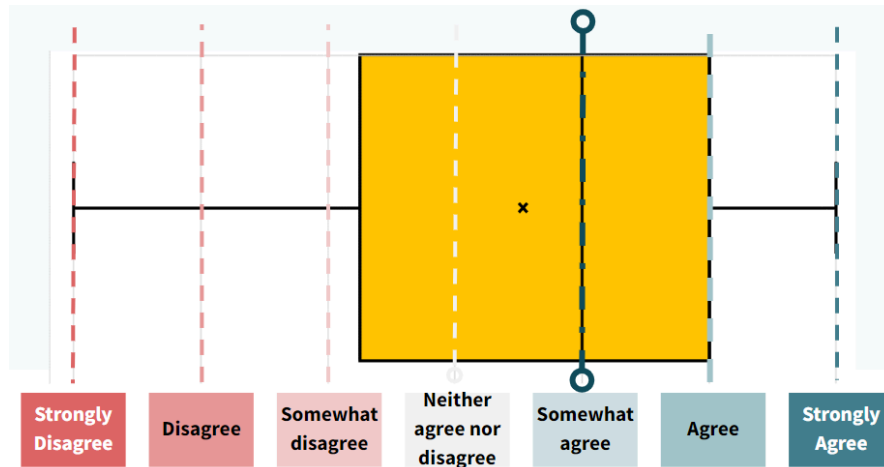 Strongly
Disagree
Disagree
Somewhat
disagree
Neither
agree nor
disagree
Somewhat
agree
Agree
Strongly
Agree